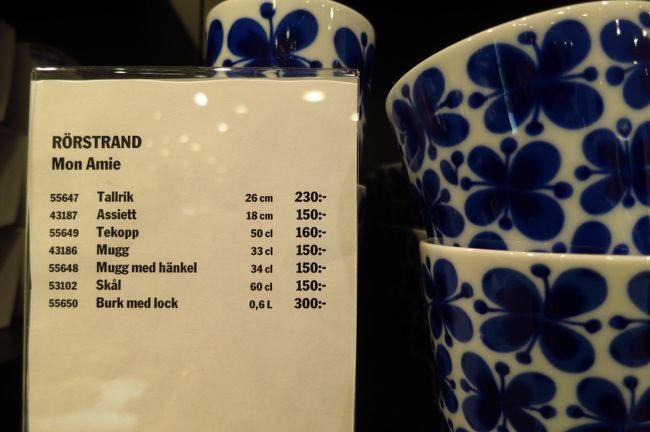 RÖRSTRAND
Mon Amie
55647 Tallrik 26 cm 230:-
43187 Assiett 18 cm 150:-
55649 Tekopp 50 cl 160:-
43186 Mugg 33 cl 150:-
55648 Mugg med hänkel 34 cl 150:-
53102 Skål 60 cl 150:-
55650 Burk med lock 0,6 L 300:-